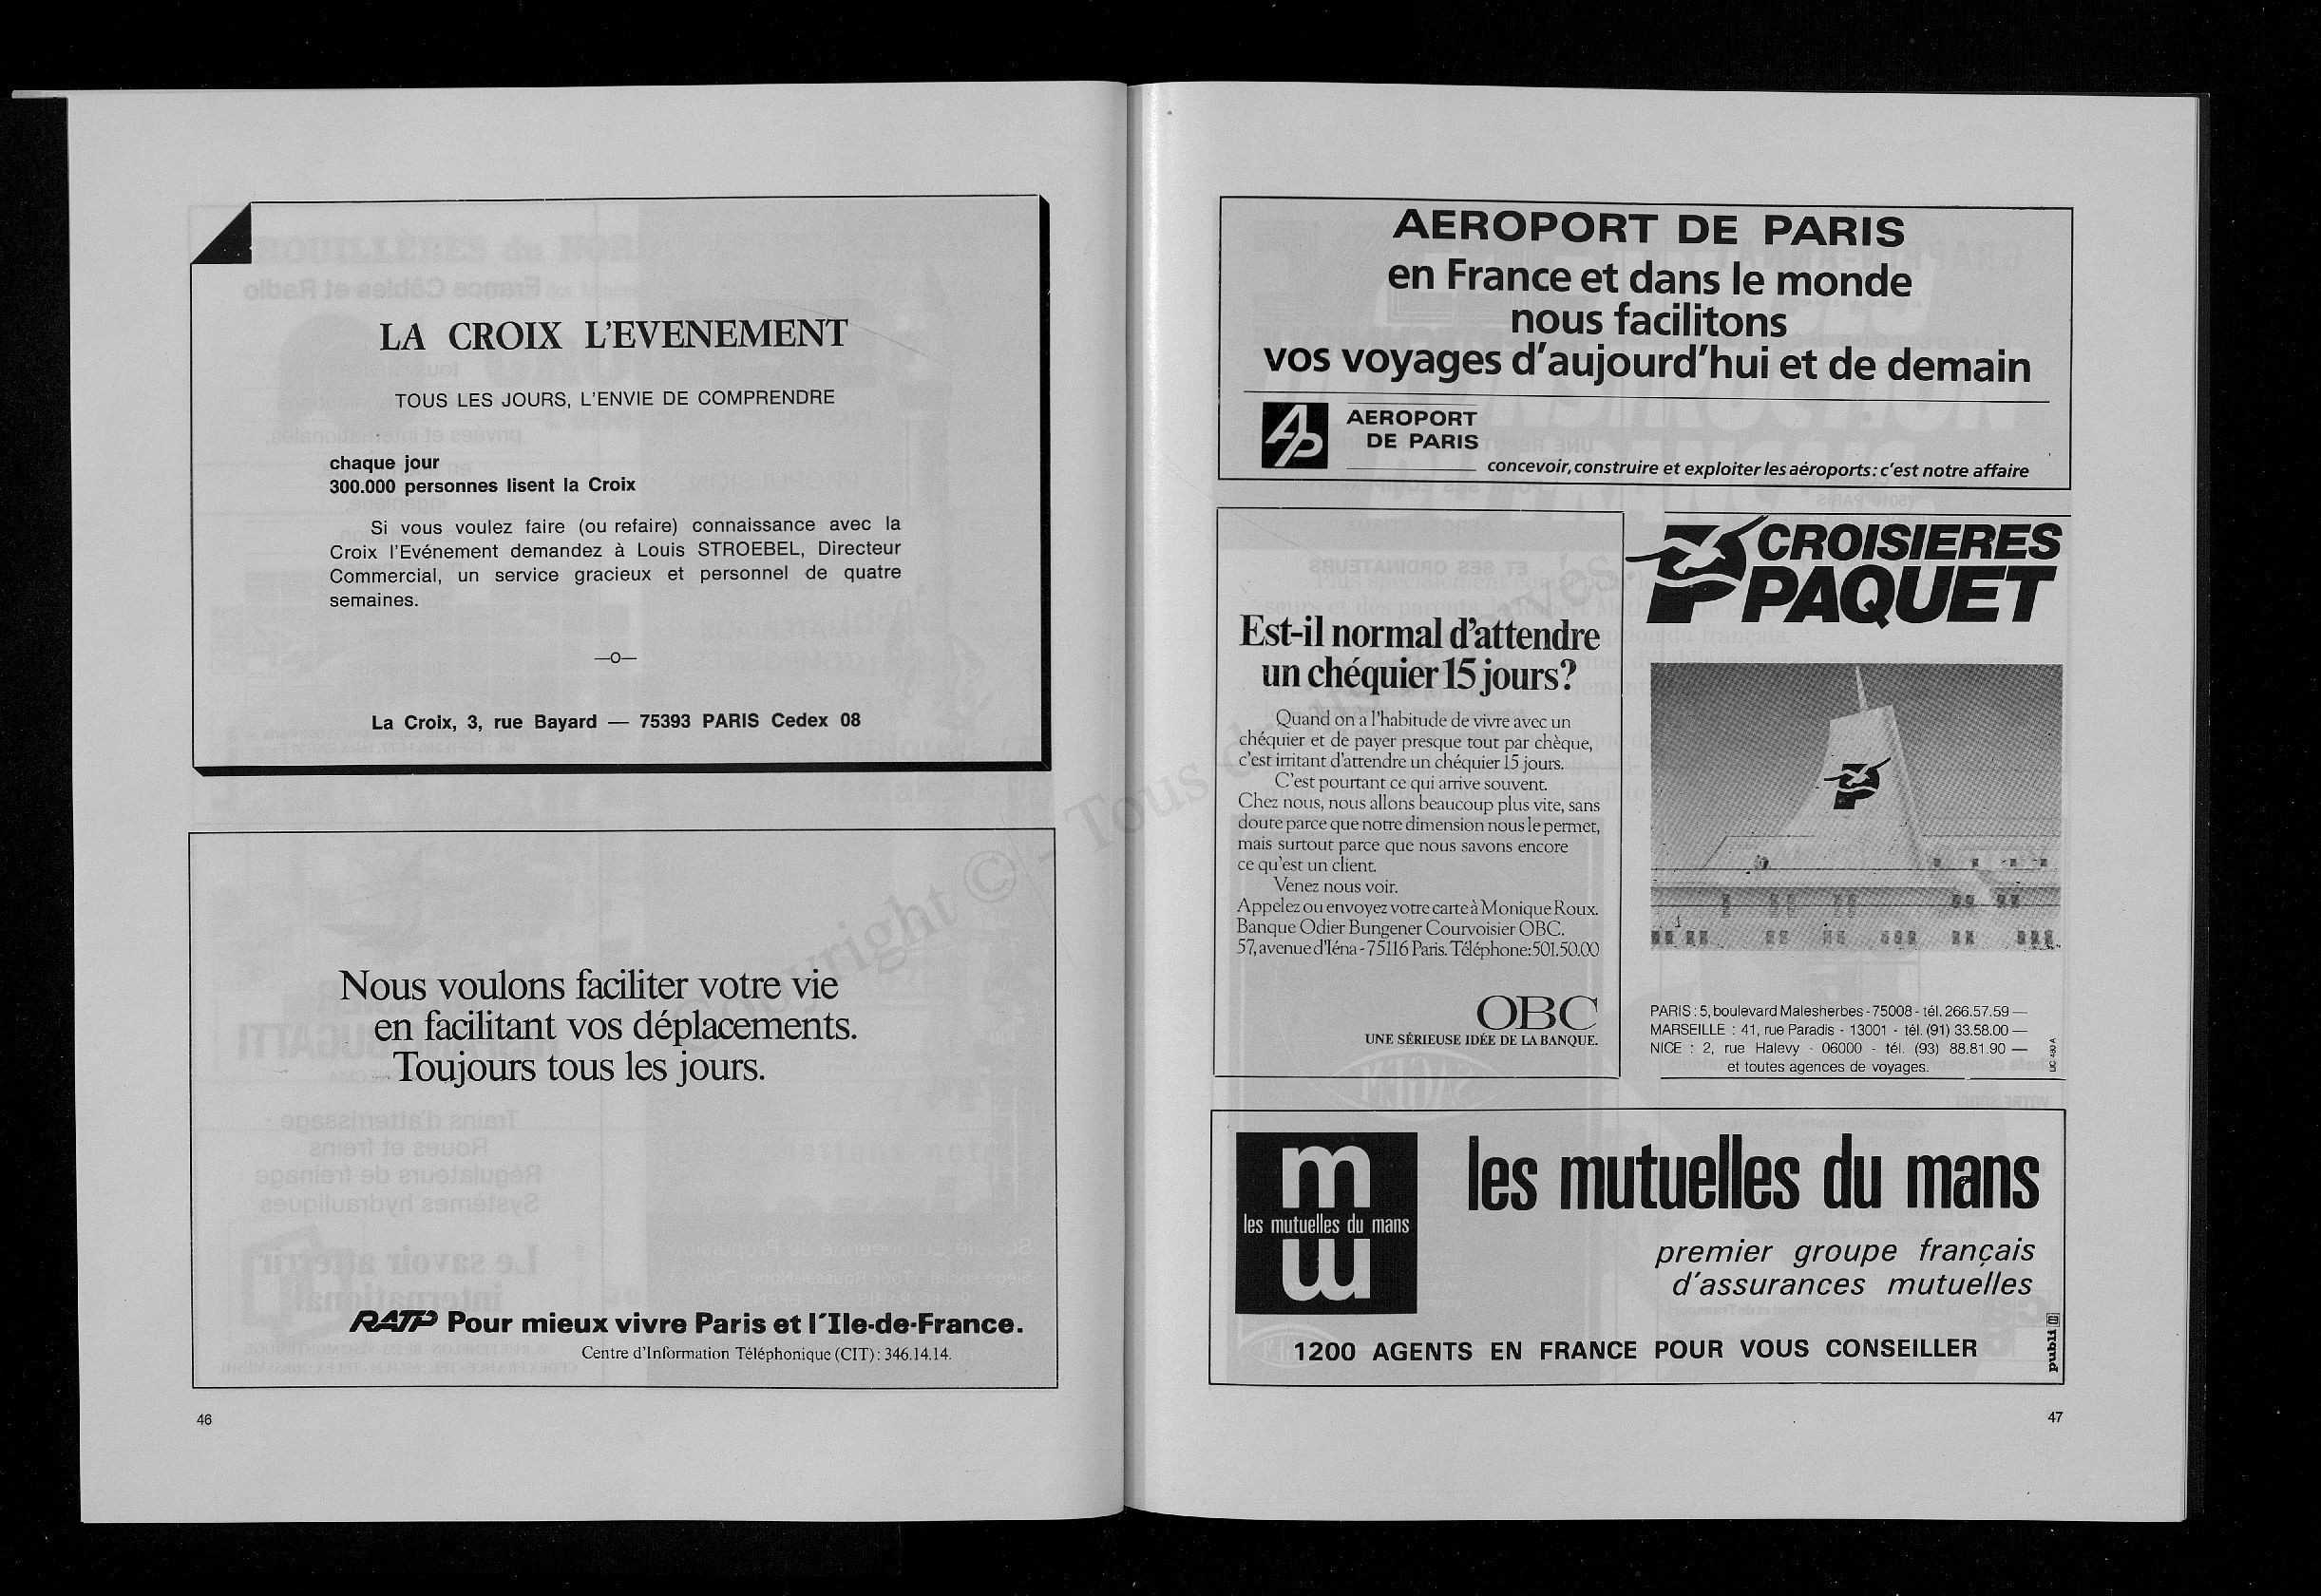 LA CROIX L'EVENEMENT
TOUS LES JOURS, L'ENVIE DE COMPRENDRE
chaque jour
300.000 personnes lisent la Croix
Si vous voulez faire (ou refaire) connaissance avec la
Croix l'Evénement demandez à Louis STROEBEL, Directeur
Commercial, un service gracieux et personnel de quatre
semaines.
—o—
La Croix, 3, rue Bayard — 75393 PARIS Cedex 08
Nous voulons faciliter votre vie
en facilitant vos déplacements.
Toujours tous les jours.
RATP Pour mieux vivre Paris et l'Ile-de-France.
Centre d'Information Téléphonique (CIT): 346.14.14.
46
AEROPORT DE PARIS
en France et dans le monde
nous facilitons
vos voyages d'aujourd'hui et de demain
AP
AEROPORT
DE PARIS
concevoir, construire et exploiter les aéroports: c'est notre affaire
Est-il normal d'attendre
un chéquier 15 jours?
Quand on a l'habitude de vivre avec un
chéquier et de payer presque tout par chèque,
c'est irritant d'attendre un chéquier 15 jours.
C'est pourtant ce qui arrive souvent.
Chez nous, nous allons beaucoup plus vite, sans
doute parce que notre dimension nous le permet,
mais surtout parce que nous savons encore
ce qu'est un client.
Venez nous voir.
Appelez ou envoyez votre carte à Monique Roux.
Banque Odier Bungener Courvoisier OBC.
57, avenue d'Iéna - 75116 Paris. Téléphone: 501.50.00
OBC
UNE SÉRIEUSE IDÉE DE LA BANQUE.
CROISIERES
PAQUET
PARIS : 5, boulevard Malesherbes - 75008 - tél. 266.57.59 —
MARSEILLE : 41, rue Paradis - 13001 - tél. (91) 33.58.00 —
NICE : 2, rue Halevy - 06000 - tél. (93) 88.81.90 —
et toutes agences de voyages.
m
les mutuelles du mans
les mutuelles du mans
premier groupe français
d'assurances mutuelles
1200 AGENTS EN FRANCE POUR VOUS CONSEILLER
publi
47
Copyright © - Tous